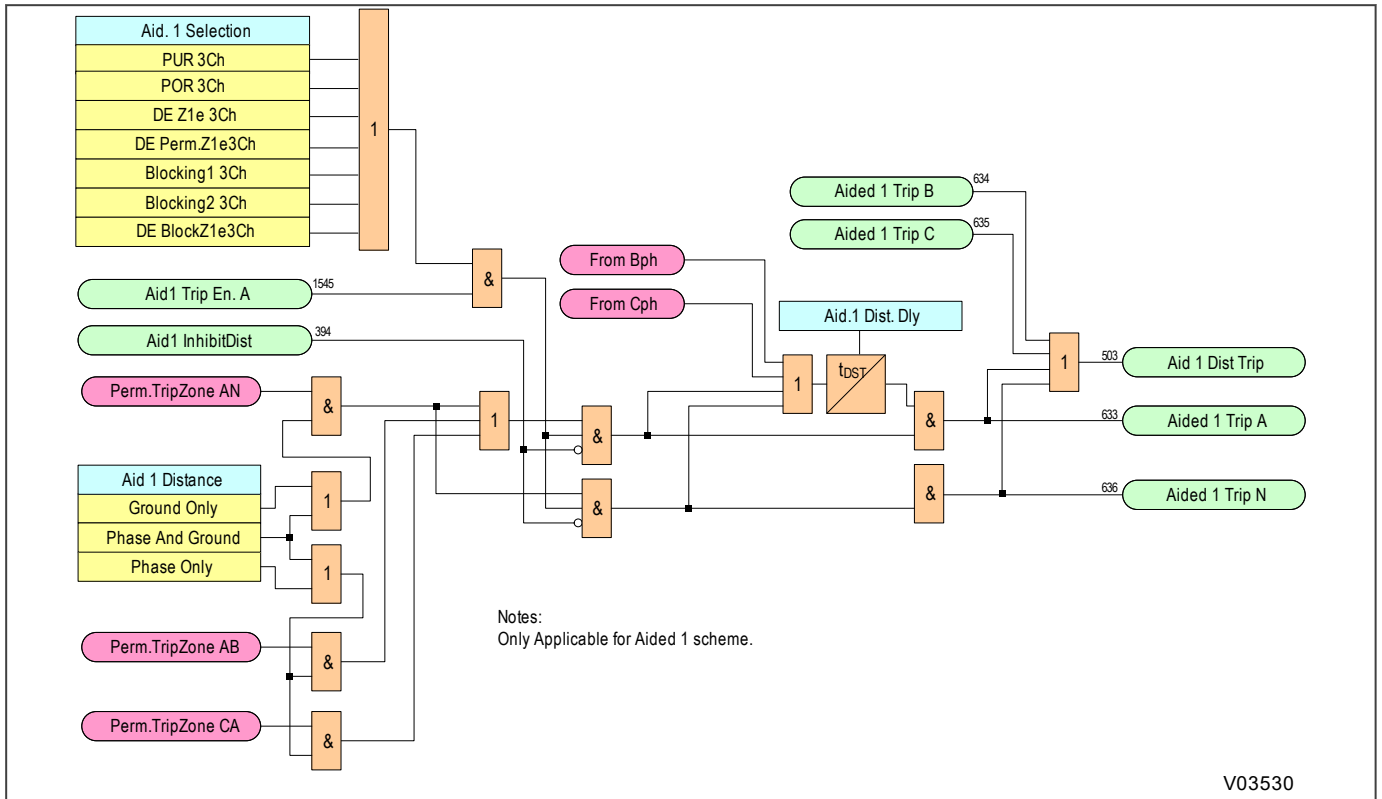 Aid. 1 Selection
PUR 3Ch
POR 3Ch
DE Z1e 3Ch
DE Perm.Z1e3Ch
Blocking1 3Ch
Blocking2 3Ch
DE BlockZ1e3Ch
1
Aid1 Trip En. A
1545
&
Aid1 InhibitDist
394
Perm.TripZone AN
&
Aid 1 Distance
Ground Only
Phase And Ground
Phase Only
1
1
Perm.TripZone AB
&
Perm.TripZone CA
&
1
&
&
From Bph
From Cph
1
Aid.1 Dist. Dly
tDST
&
&
Aided 1 Trip B
634
Aided 1 Trip C
635
1
503
Aid 1 Dist Trip
633
Aided 1 Trip A
636
Aided 1 Trip N
Notes:
Only Applicable for Aided 1 scheme.
V03530